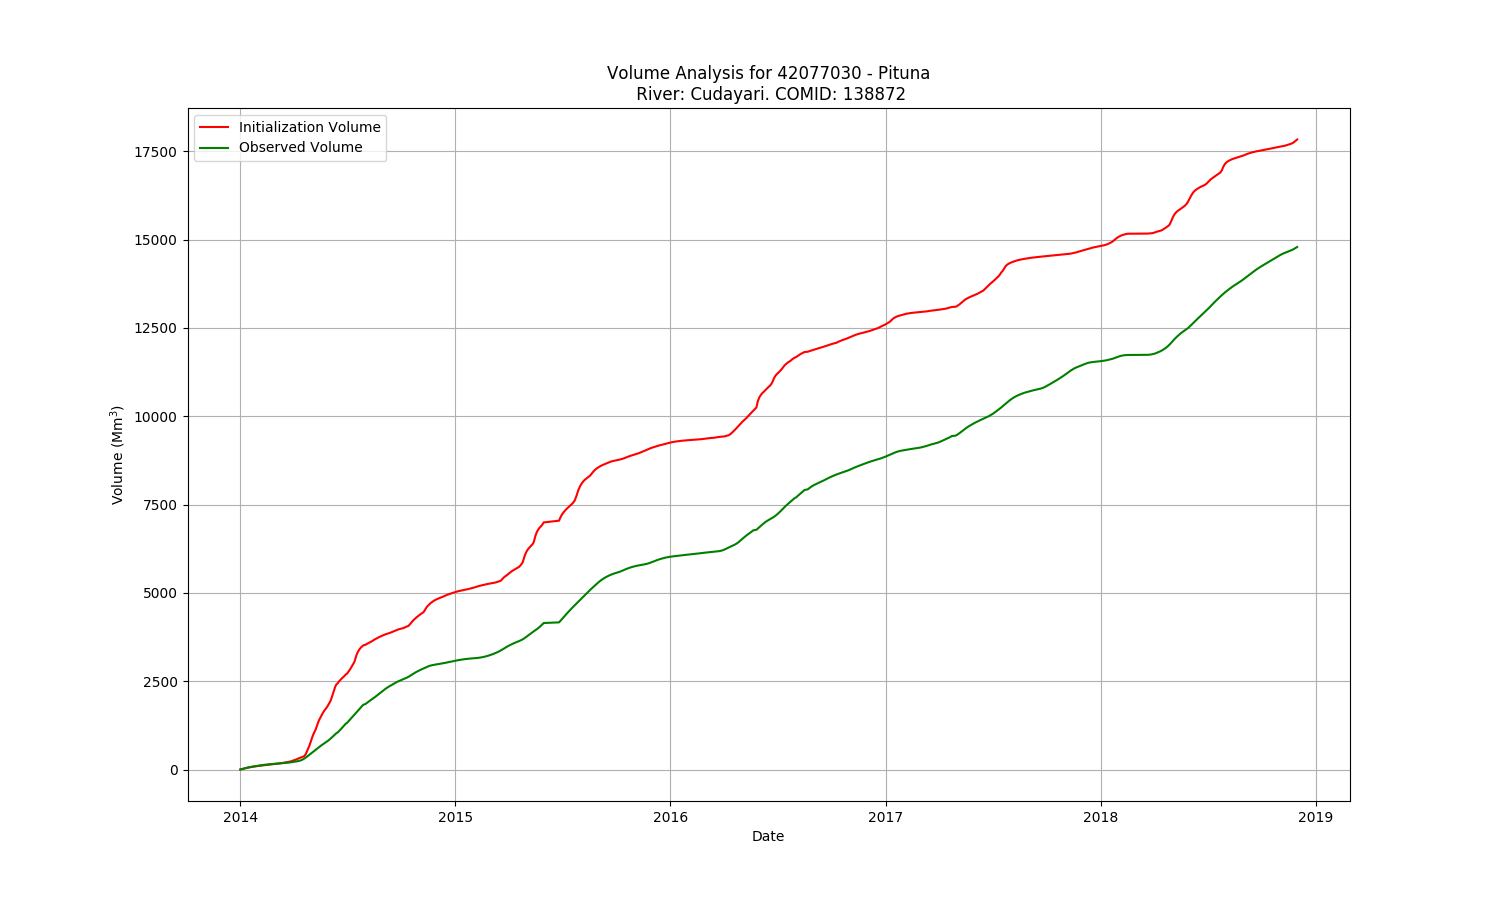 Volume Analysis for 42077030 - Pituna
River: Cudayari. COMID: 138872
Initialization Volume
Observed Volume
17500
15000
12500
10000
7500
5000
2500
0
Volume (Mm³)
2014 2015 2016 2017 2018 2019
Date